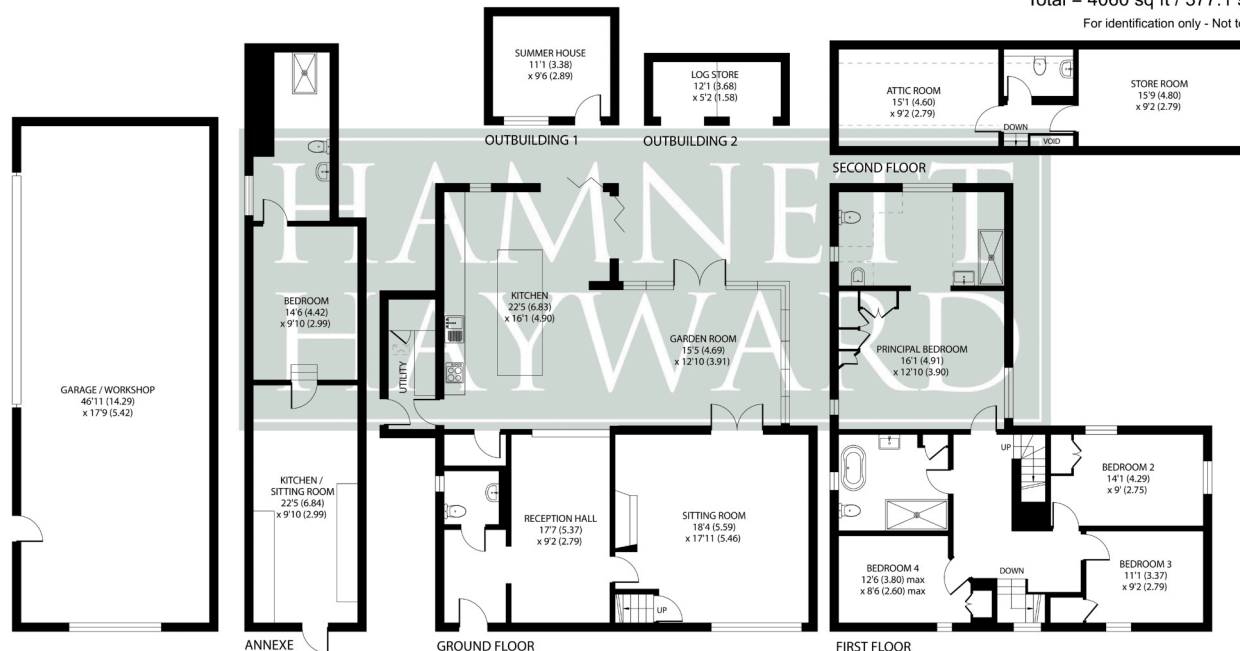 Total = 4060 sq ft / 377.1 s
For identification only - Not to
SUMMER HOUSE
11'1 (3.38)
x 9'6 (2.89)
OUTBUILDING 1
LOG STORE
12'1 (3.68)
x 5'2 (1.58)
OUTBUILDING 2
ATTIC ROOM
15'1 (4.60)
x 9'2 (2.79)
DOWN
VOID
STORE ROOM
15'9 (4.80)
x 9'2 (2.79)
SECOND FLOOR
HAMNETT
HAYWARD
GARAGE / WORKSHOP
46'11 (14.29)
x 17'9 (5.42)
BEDROOM
14'6 (4.42)
x 9'10 (2.99)
KITCHEN /
SITTING ROOM
22'5 (6.84)
x 9'10 (2.99)
ANNEXE
UTILITY
KITCHEN
22'5 (6.83)
x 16'1 (4.90)
GARDEN ROOM
15'5 (4.69)
x 12'10 (3.91)
RECEPTION HALL
17'7 (5.37)
x 9'2 (2.79)
SITTING ROOM
18'4 (5.59)
x 17'11 (5.46)
UP
GROUND FLOOR
PRINCIPAL BEDROOM
16'1 (4.91)
x 12'10 (3.90)
UP
BEDROOM 2
14'1 (4.29)
x 9' (2.75)
BEDROOM 4
12'6 (3.80) max
x 8'6 (2.60) max
DOWN
BEDROOM 3
11'1 (3.37)
x 9'2 (2.79)
FIRST FLOOR